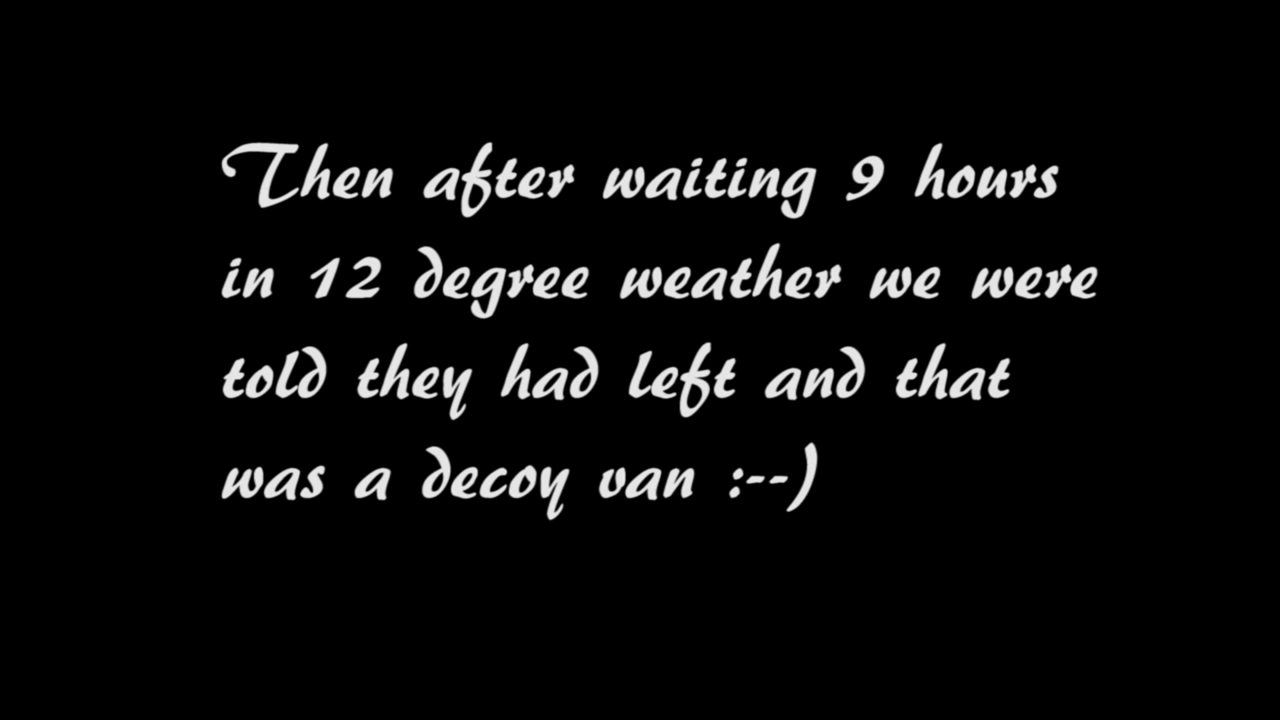 Then after waiting 9 hours
in 12 degree weather we were
told they had left and that
was a decoy van :--)